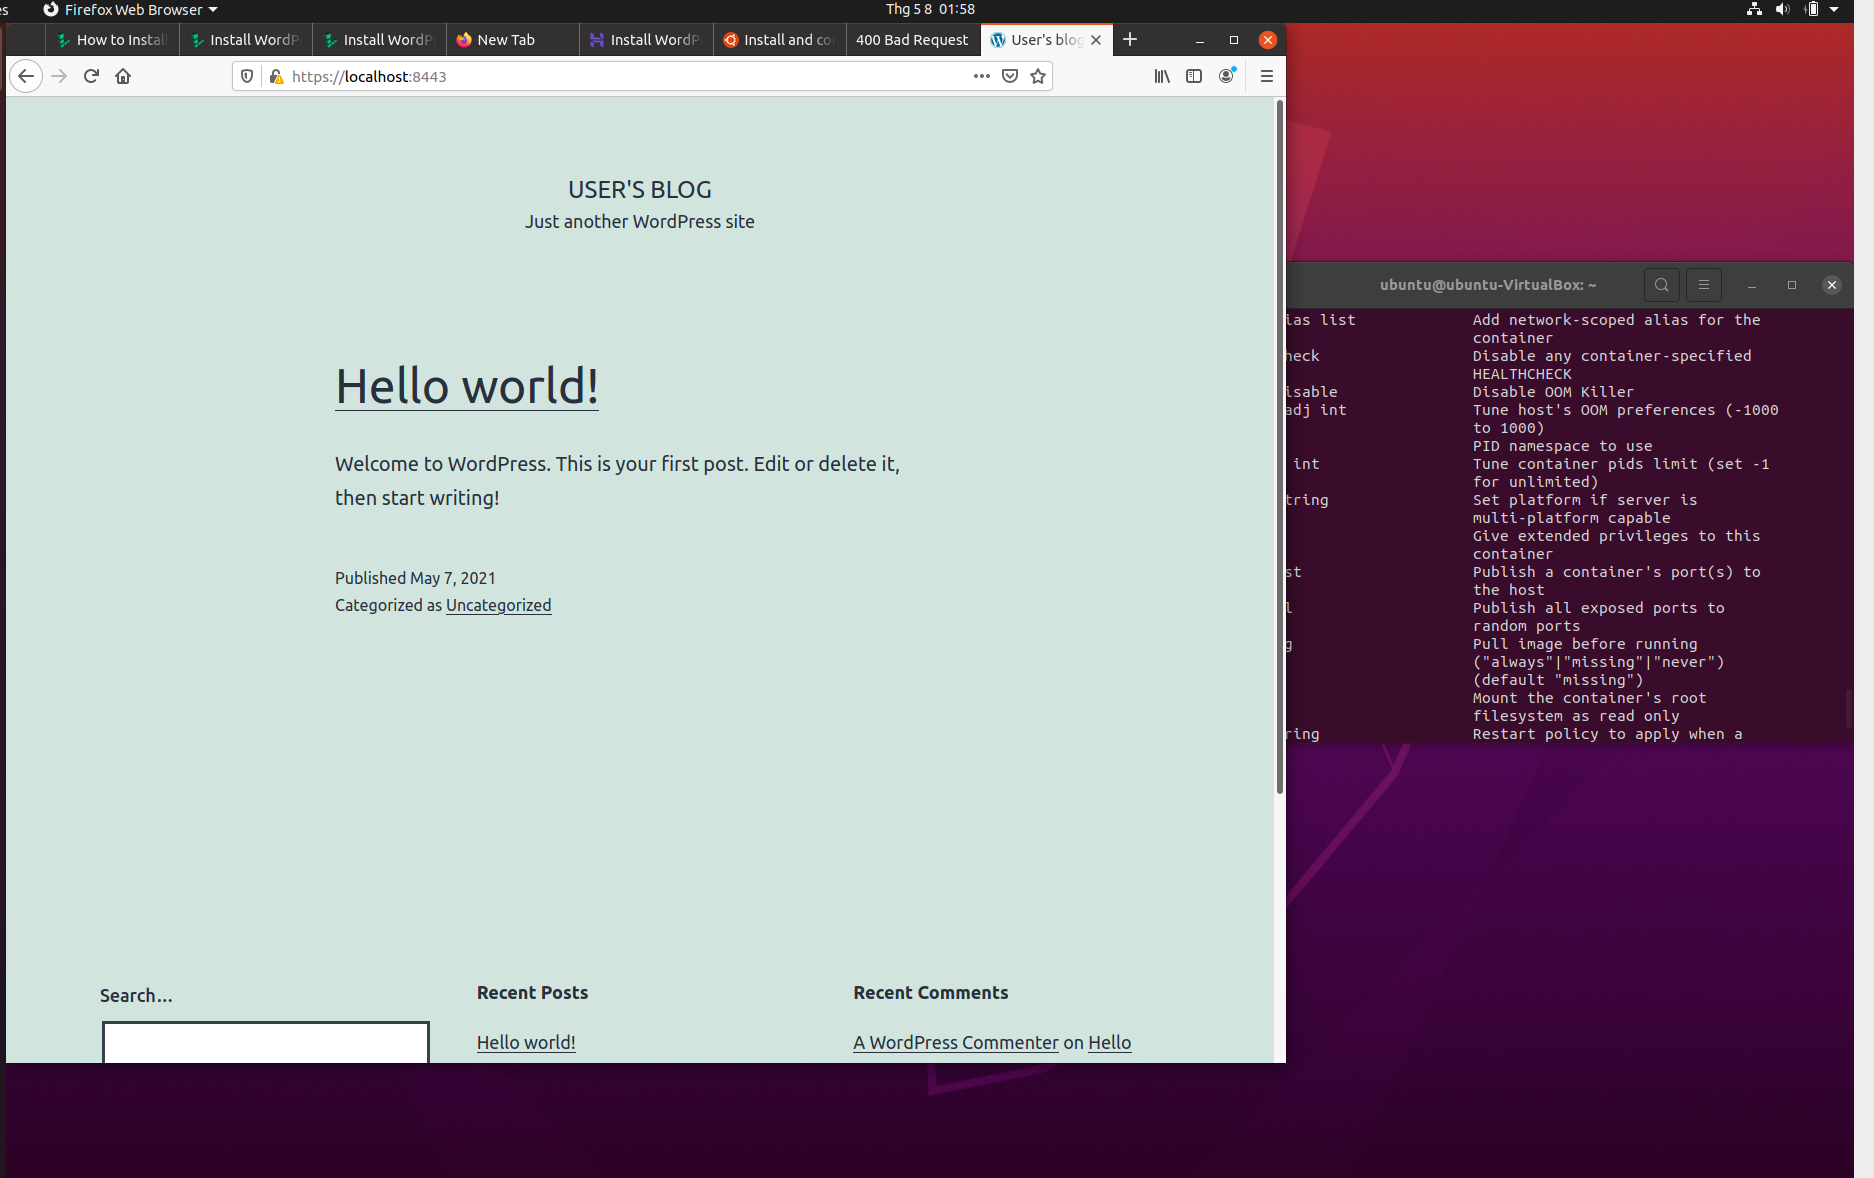 es Firefox Web Browser Thg 5 8 01:58
How to Instal
Install WordP
Install WordP
New Tab
Install WordP
Install and co
400 Bad Request
User's blog
https://localhost:8443
USER'S BLOG
Just another WordPress site
Hello world!
Welcome to WordPress. This is your first post. Edit or delete it,
then start writing!
Published May 7, 2021
Categorized as Uncategorized
Search...
Recent Posts
Hello world!
Recent Comments
A WordPress Commenter on Hello
ubuntu@ubuntu-VirtualBox: ~
ias list Add network-scoped alias for the
container
heck Disable any container-specified
HEALTHCHECK
isable Disable OOM Killer
adj int Tune host's OOM preferences (-1000
to 1000)
PID namespace to use
int Tune container pids limit (set -1
for unlimited)
tring Set platform if server is
multi-platform capable
Give extended privileges to this
container
st Publish a container's port(s) to
the host
l Publish all exposed ports to
random ports
g Pull image before running
("always"|"missing"|"never")
(default "missing")
Mount the container's root
filesystem as read only
ring Restart policy to apply when a